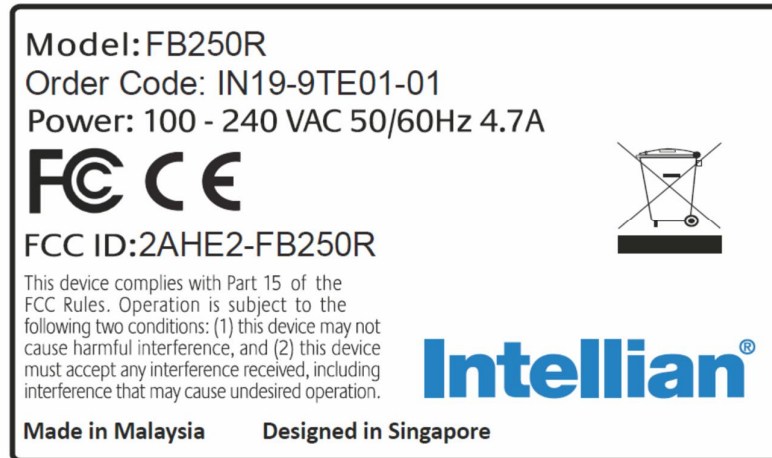 Model: FB250R
Order Code: IN19-9TE01-01
Power: 100 - 240 VAC 50/60Hz 4.7A
FC CE
FCC ID:2AHE2-FB250R
This device complies with Part 15 of the
FCC Rules. Operation is subject to the
following two conditions: (1) this device may not
cause harmful interference, and (2) this device
must accept any interference received, including
interference that may cause undesired operation.
Intellian®
Made in Malaysia Designed in Singapore